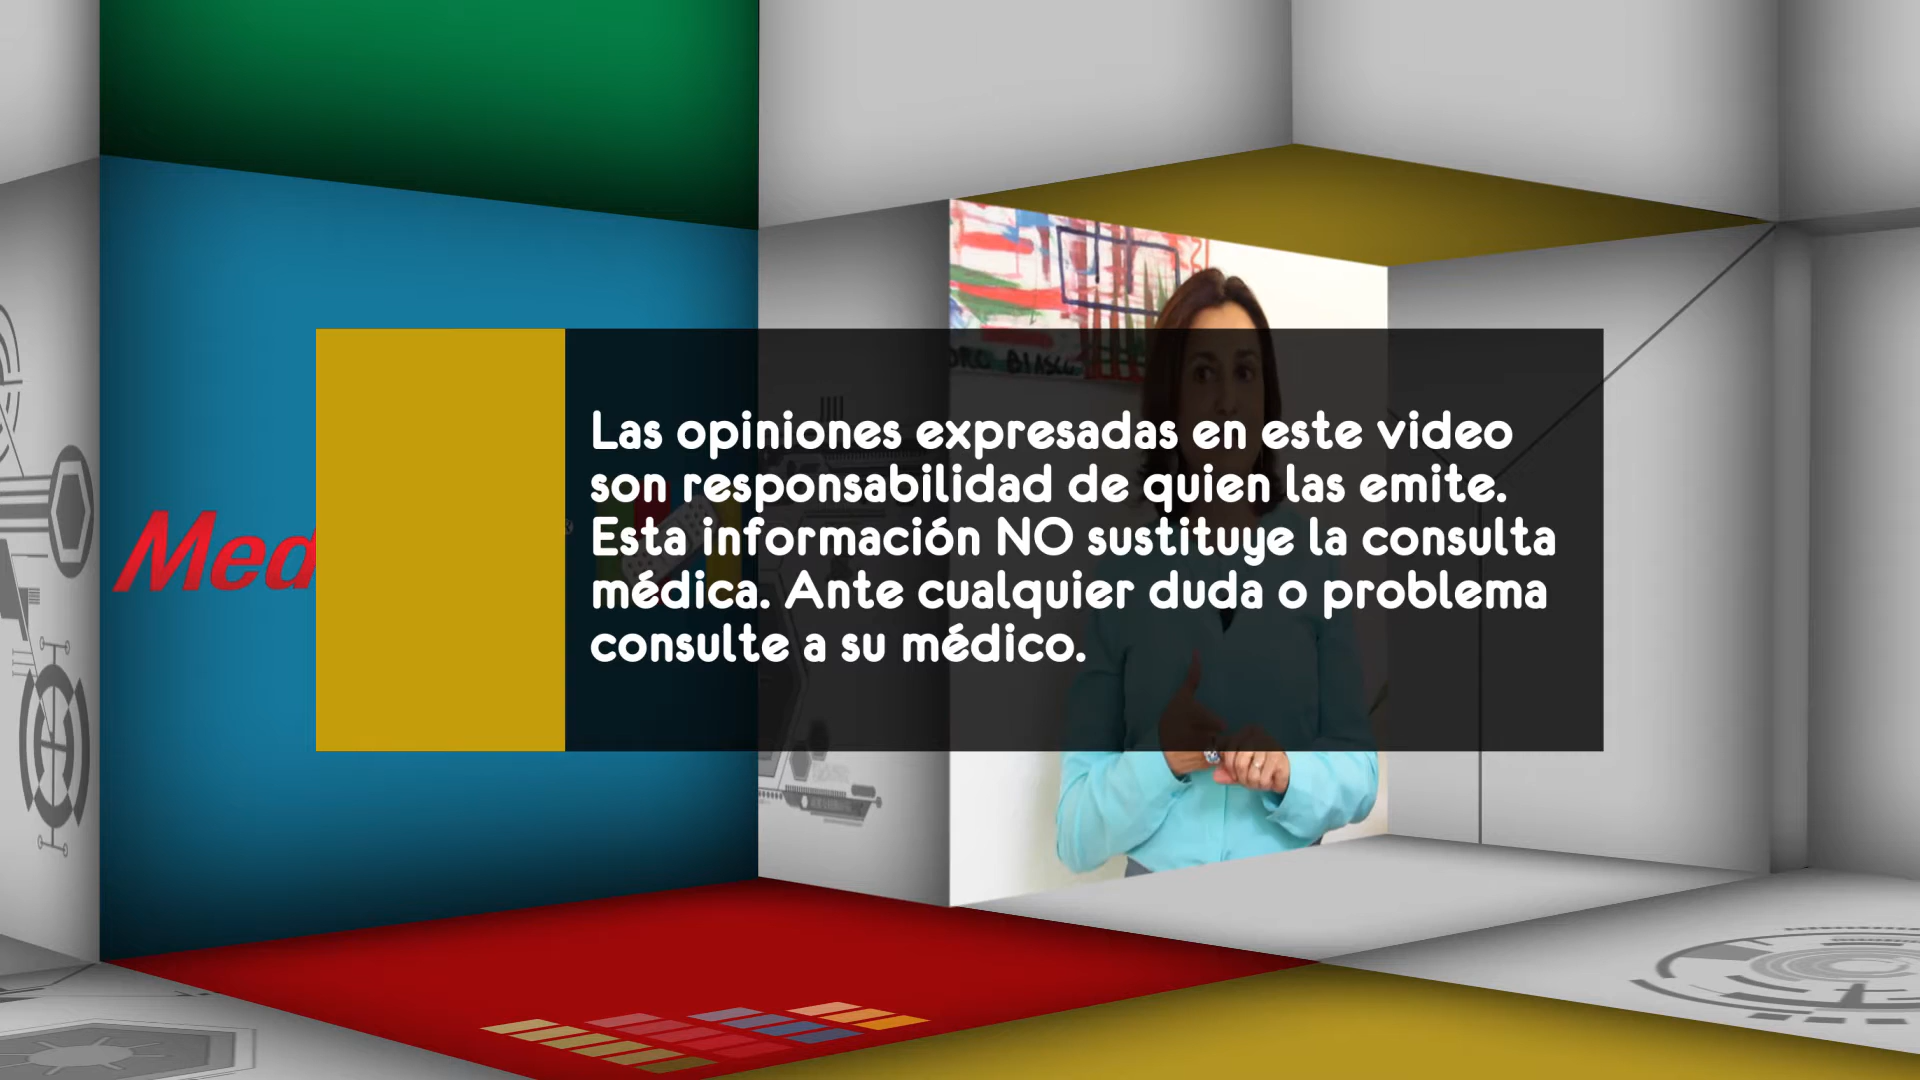 Las opiniones expresadas en este video
son responsabilidad de quien las emite.
Esta información NO sustituye la consulta
médica. Ante cualquier duda o problema
consulte a su médico.
Med